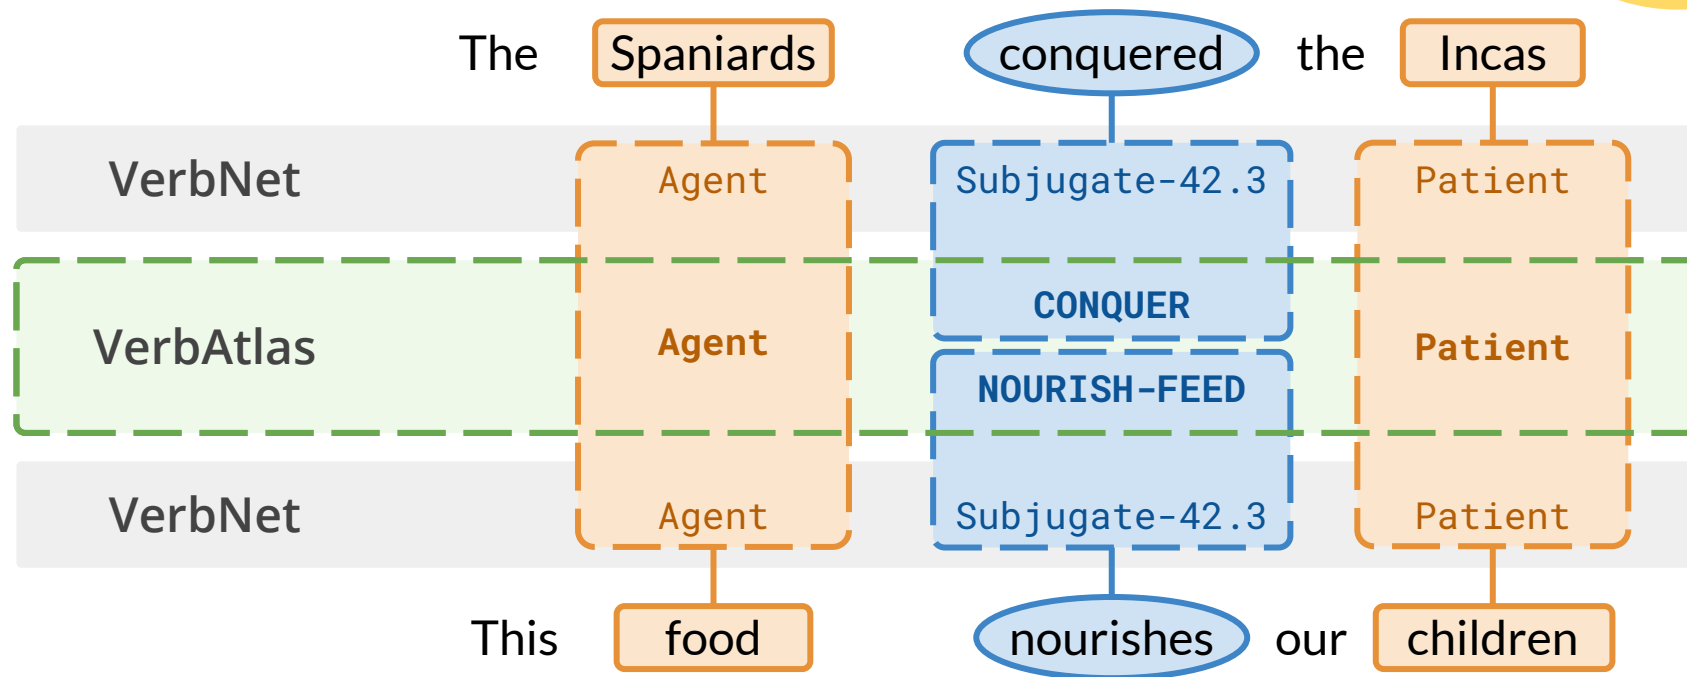 The Spaniards conquered the Incas
VerbNet Agent Subjugate-42.3 Patient
CONQUER
VerbAtlas Agent Patient
NOURISH-FEED
VerbNet Agent Subjugate-42.3 Patient
This food nourishes our children